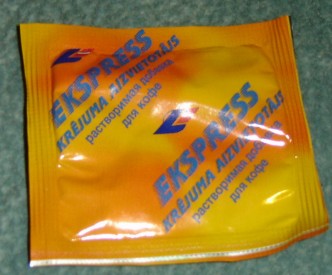 EKSPRESS
KRĒJUMA AIZVIETOTĀJS
растворимая добавка
для кофе
EKSPRESS
KRĒJUMA AIZVIETOTĀJS
растворимая добавка
для кофе